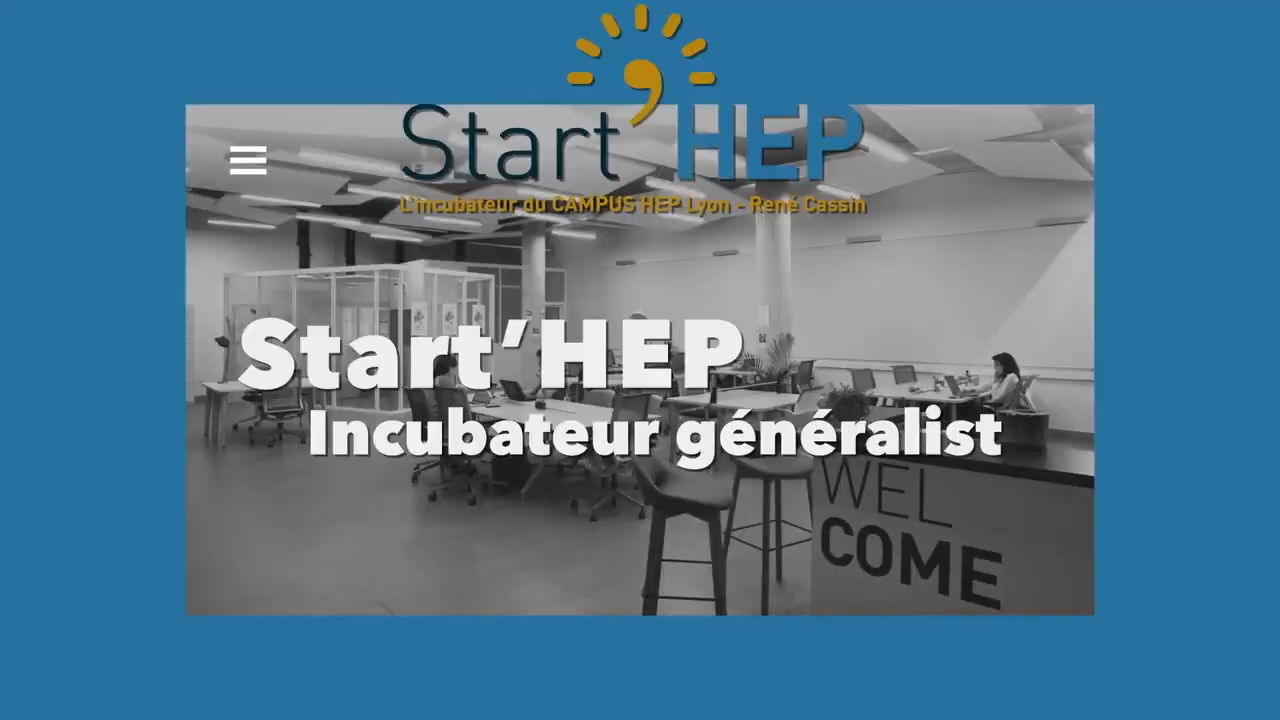 Start'HEP
L'incubateur du CAMPUS HEP Lyon - René Cassin
Start'HEP
Incubateur généralist
WEL
COME